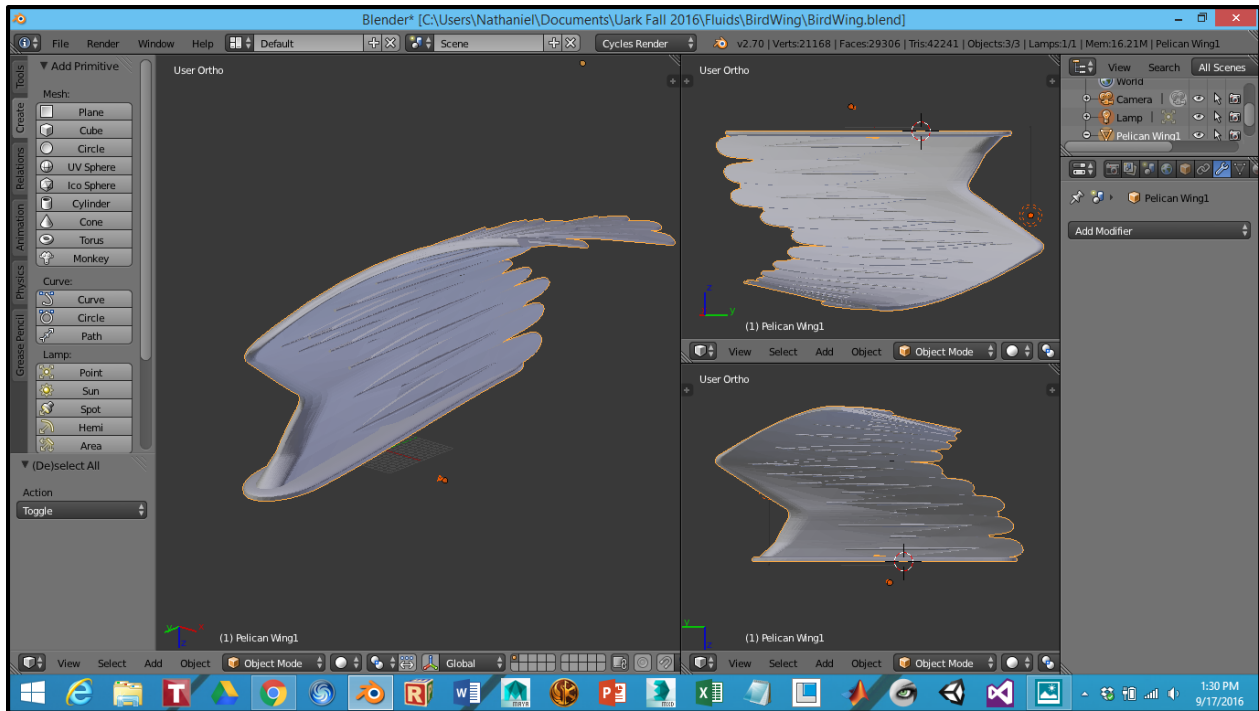 Blender* [C:\Users\Nathaniel\Documents\Uark Fall 2016\Fluids\BirdWing\BirdWing.blend]
File Render Window Help Default Scene Cycles Render v2.70 | Verts:21168 | Faces:29306 | Tris:42241 | Objects:3/3 | Lamps:1/1 | Mem:16.21M | Pelican Wing1
Tools
Create
Relations
Animation
Physics
Grease Pencil
Add Primitive
Mesh:
Plane
Cube
Circle
UV Sphere
Ico Sphere
Cylinder
Cone
Torus
Monkey
Curve:
Curve
Circle
Path
Lamp:
Point
Sun
Spot
Hemi
Area
(De)select All
Action
Toggle
User Ortho
(1) Pelican Wing1
View Select Add Object Object Mode Global
User Ortho
z
y
(1) Pelican Wing1
View Select Add Object Object Mode
User Ortho
y
(1) Pelican Wing1
View Select Add Object Object Mode
View Search All Scenes
World
Camera
Lamp
Pelican Wing1
Pelican Wing1
Add Modifier
MAYA
MXD
1:30 PM
9/17/2016